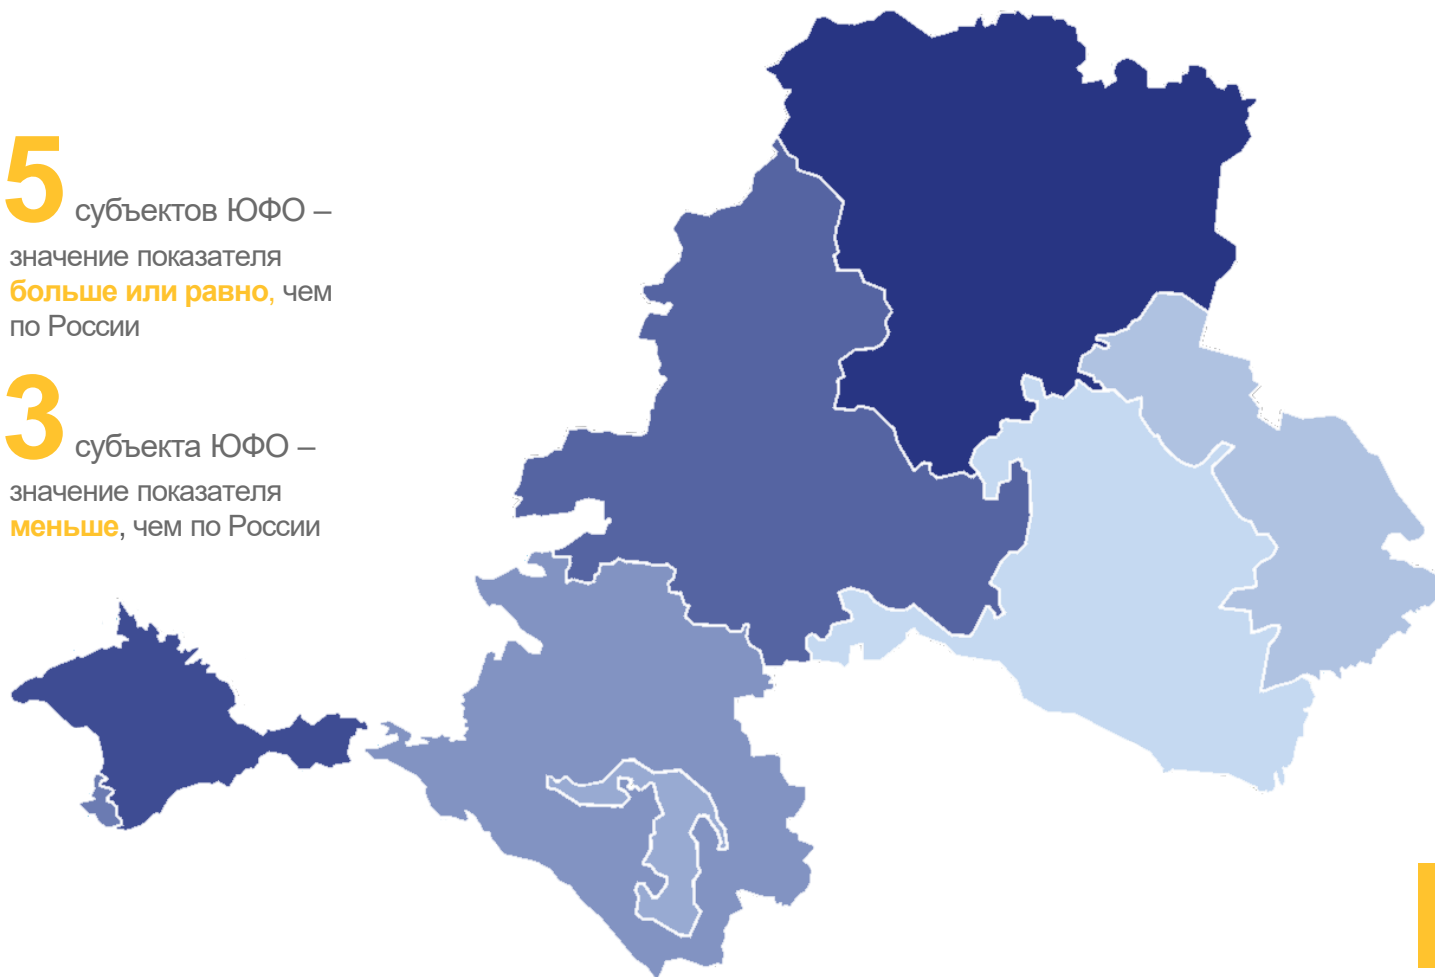 5 субъектов ЮФО –
значение показателя
больше или равно, чем
по России
3 субъекта ЮФО –
значение показателя
меньше, чем по России